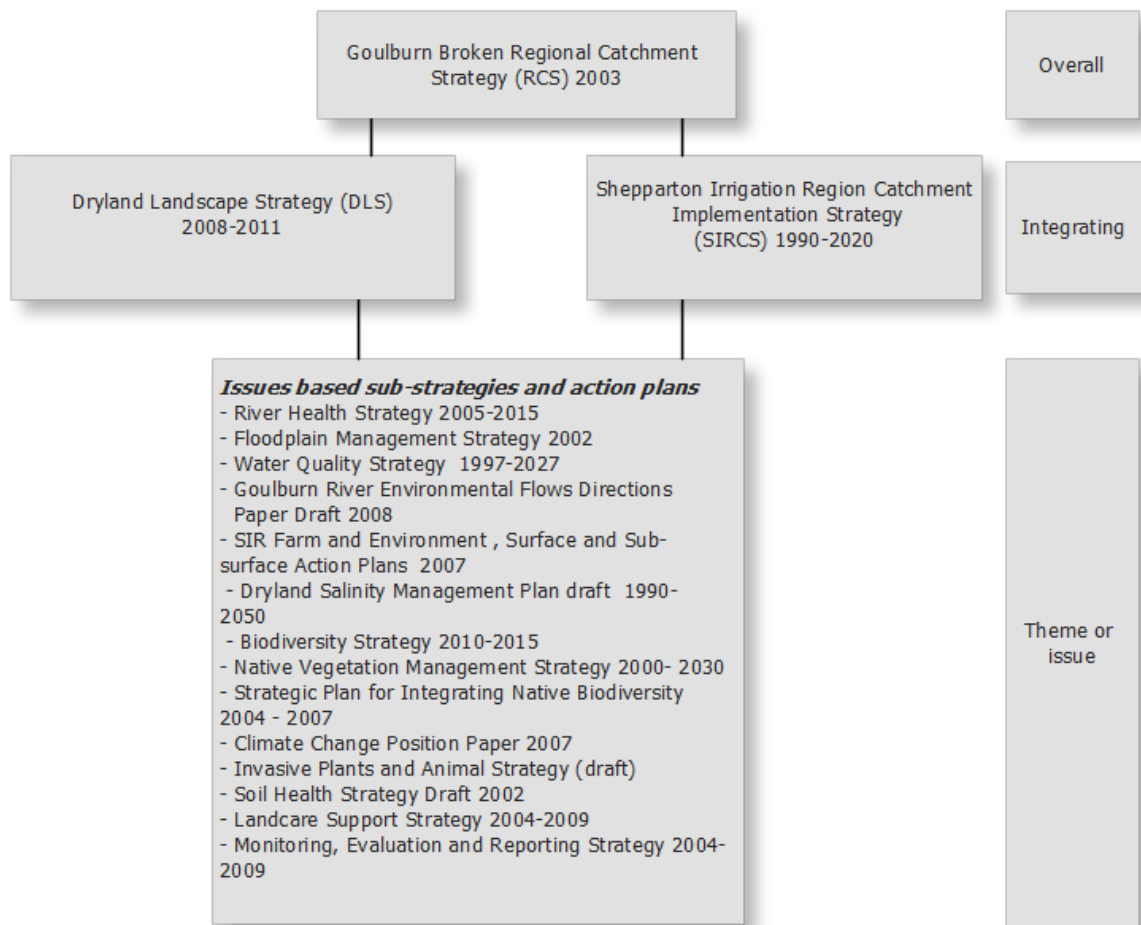 Goulburn Broken Regional Catchment
Strategy (RCS) 2003
Overall
Dryland Landscape Strategy (DLS)
2008-2011
Shepparton Irrigation Region Catchment
Implementation Strategy
(SIRCS) 1990-2020
Integrating
Issues based sub-strategies and action plans
- River Health Strategy 2005-2015
- Floodplain Management Strategy 2002
- Water Quality Strategy  1997-2027
- Goulburn River Environmental Flows Directions
Paper Draft 2008
- SIR Farm and Environment , Surface and Sub-
surface Action Plans  2007
- Dryland Salinity Management Plan draft  1990-
2050
- Biodiversity Strategy 2010-2015
- Native Vegetation Management Strategy 2000- 2030
- Strategic Plan for Integrating Native Biodiversity
2004 - 2007
- Climate Change Position Paper 2007
- Invasive Plants and Animal Strategy (draft)
- Soil Health Strategy Draft 2002
- Landcare Support Strategy 2004-2009
- Monitoring, Evaluation and Reporting Strategy 2004-
2009
Theme or
issue